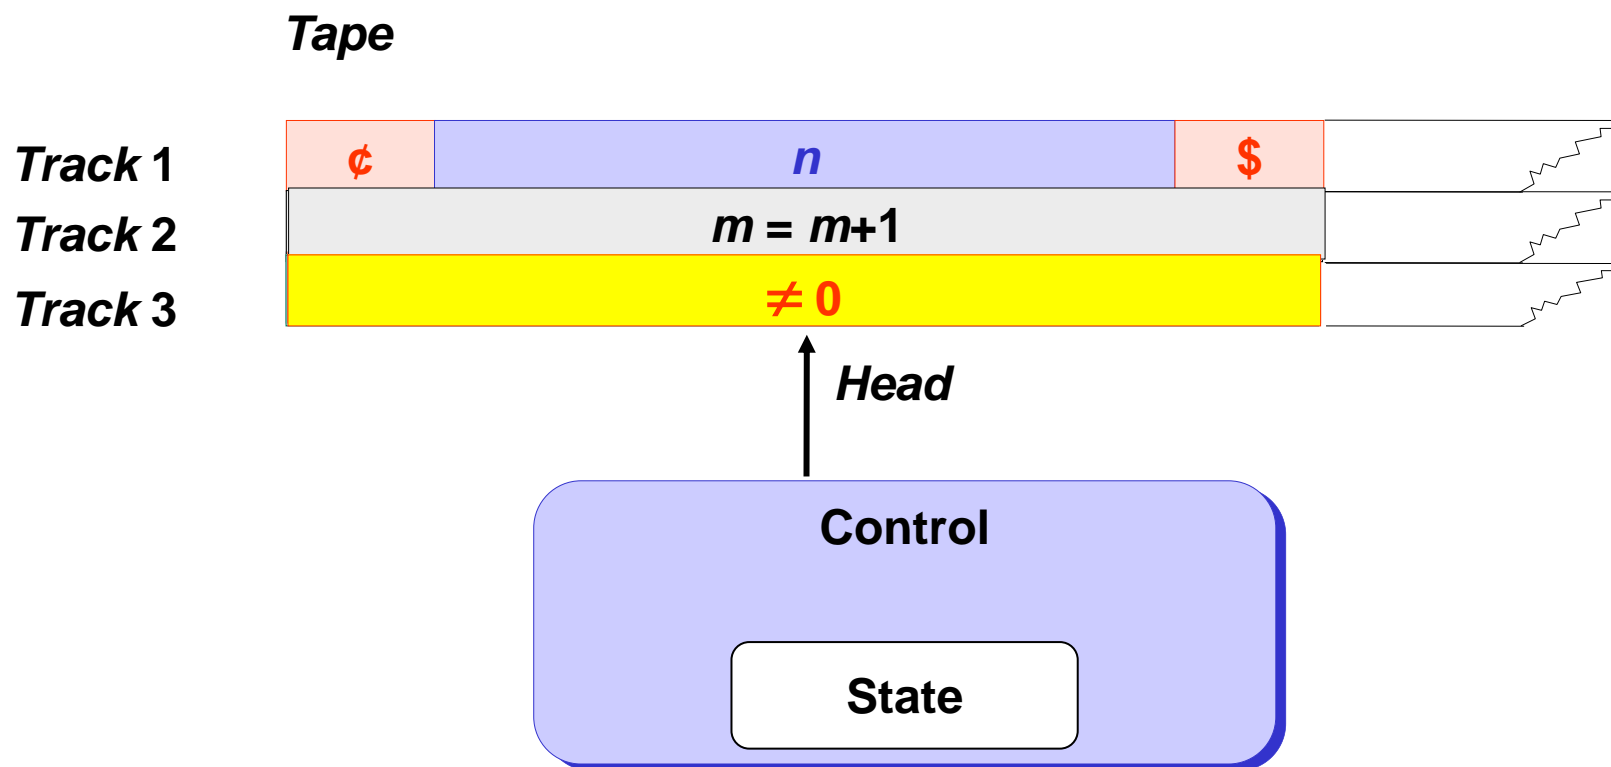 Tape
Track 1 ¢ n $
Track 2 m = m+1
Track 3 ≠ 0
Head
Control
State